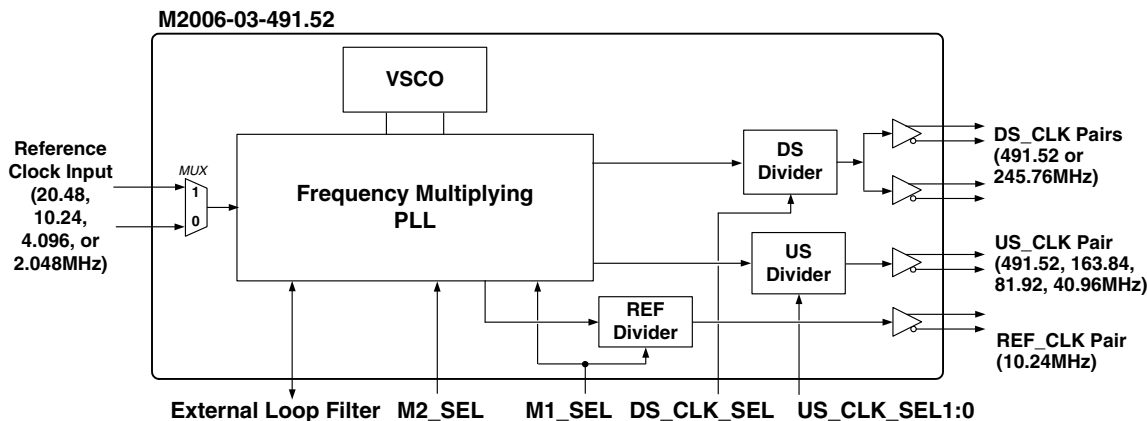 M2006-03-491.52
VSCO
Reference
Clock Input
(20.48,
10.24,
4.096, or
2.048MHz)
MUX
1
0
Frequency Multiplying
PLL
DS
Divider
DS_CLK Pairs
(491.52 or
245.76MHz)
US
Divider
US_CLK Pair
(491.52, 163.84,
81.92, 40.96MHz)
REF
Divider
REF_CLK Pair
(10.24MHz)
External Loop Filter
M2_SEL
M1_SEL
DS_CLK_SEL
US_CLK_SEL1:0